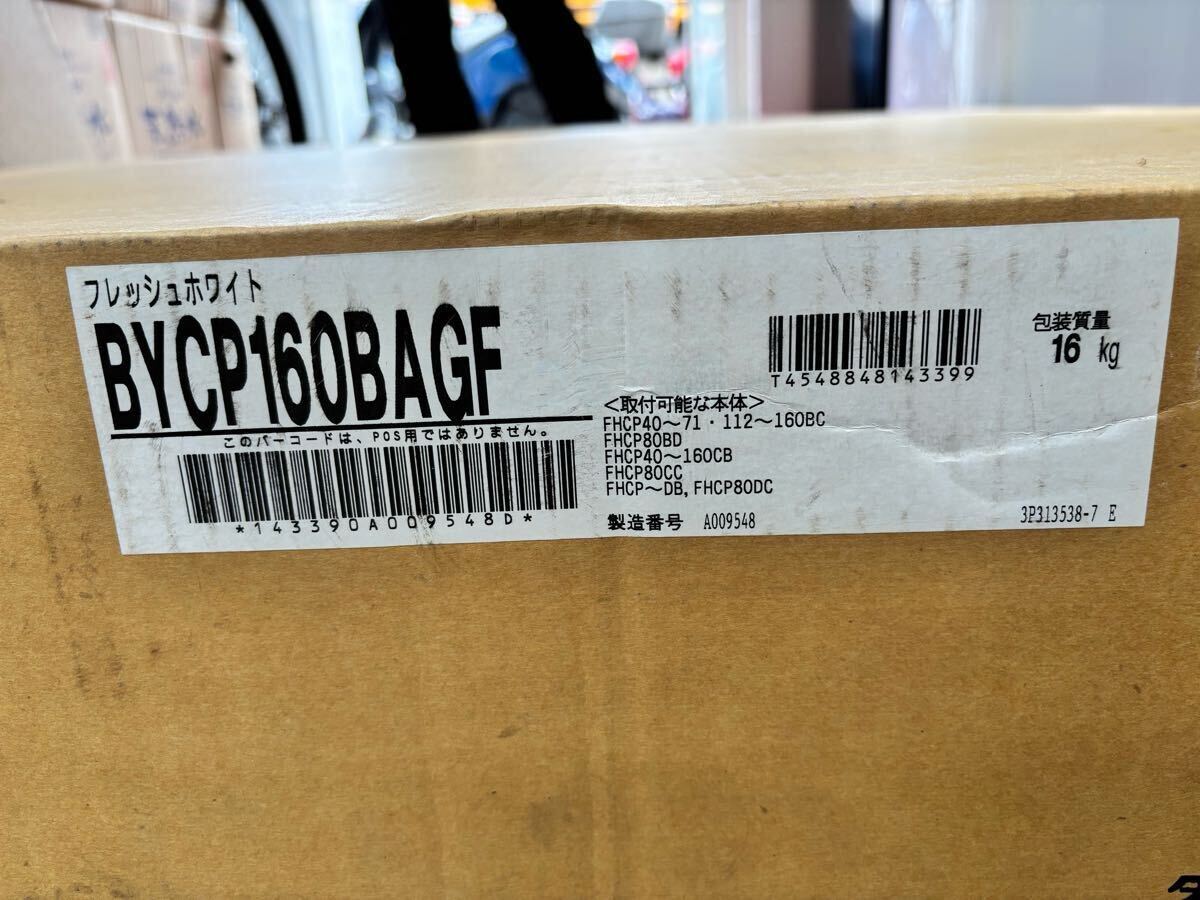 フレッシュホワイト
BYCP160BAGF
このバーコードは、POS用ではありません。
*143390A009548D*
T4548848143399
包装質量
16 kg
<取付可能な本体>
FHCP40～71・112～160BC
FHCP80BD
FHCP40～160CB
FHCP80CC
FHCP～DB, FHCP80DC
製造番号 A009548
3P313538-7 E